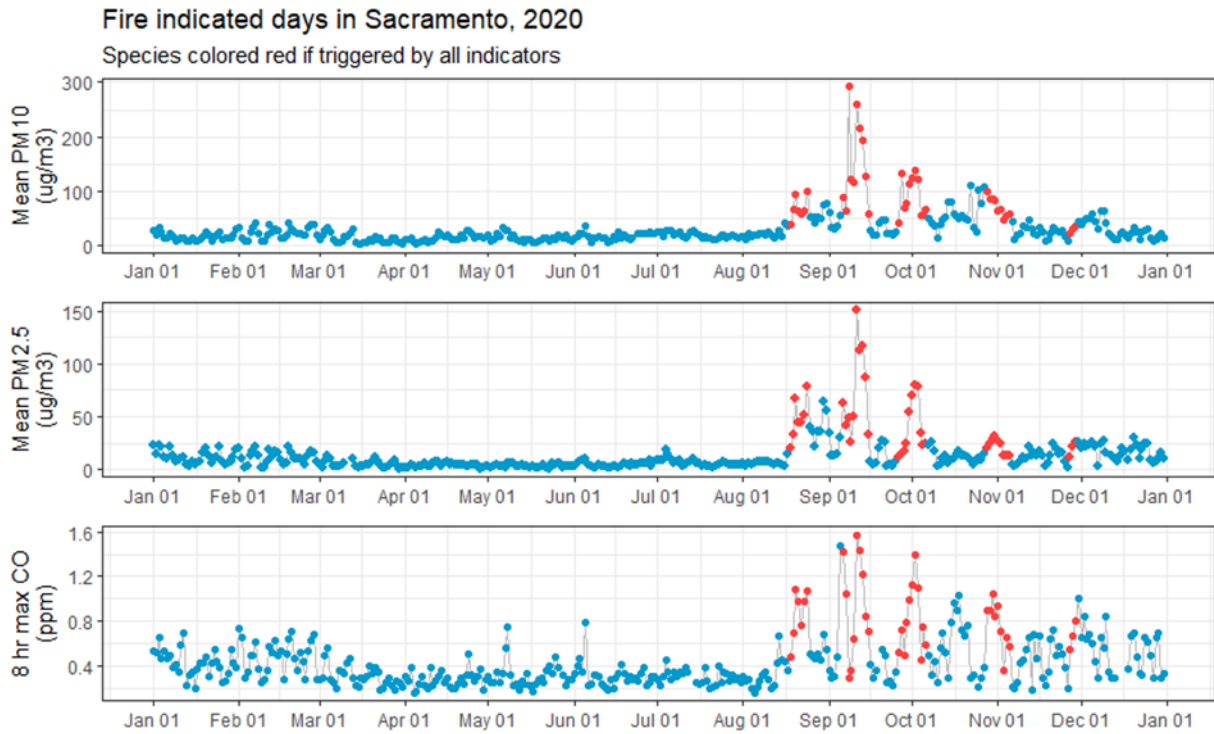 Fire indicated days in Sacramento, 2020
Species colored red if triggered by all indicators
Mean PM10
(ug/m3)
300
200
100
0
Jan 01 Feb 01 Mar 01 Apr 01 May 01 Jun 01 Jul 01 Aug 01 Sep 01 Oct 01 Nov 01 Dec 01 Jan 01
Mean PM2.5
(ug/m3)
150
100
50
0
Jan 01 Feb 01 Mar 01 Apr 01 May 01 Jun 01 Jul 01 Aug 01 Sep 01 Oct 01 Nov 01 Dec 01 Jan 01
8 hr max CO
(ppm)
1.6
1.2
0.8
0.4
Jan 01 Feb 01 Mar 01 Apr 01 May 01 Jun 01 Jul 01 Aug 01 Sep 01 Oct 01 Nov 01 Dec 01 Jan 01